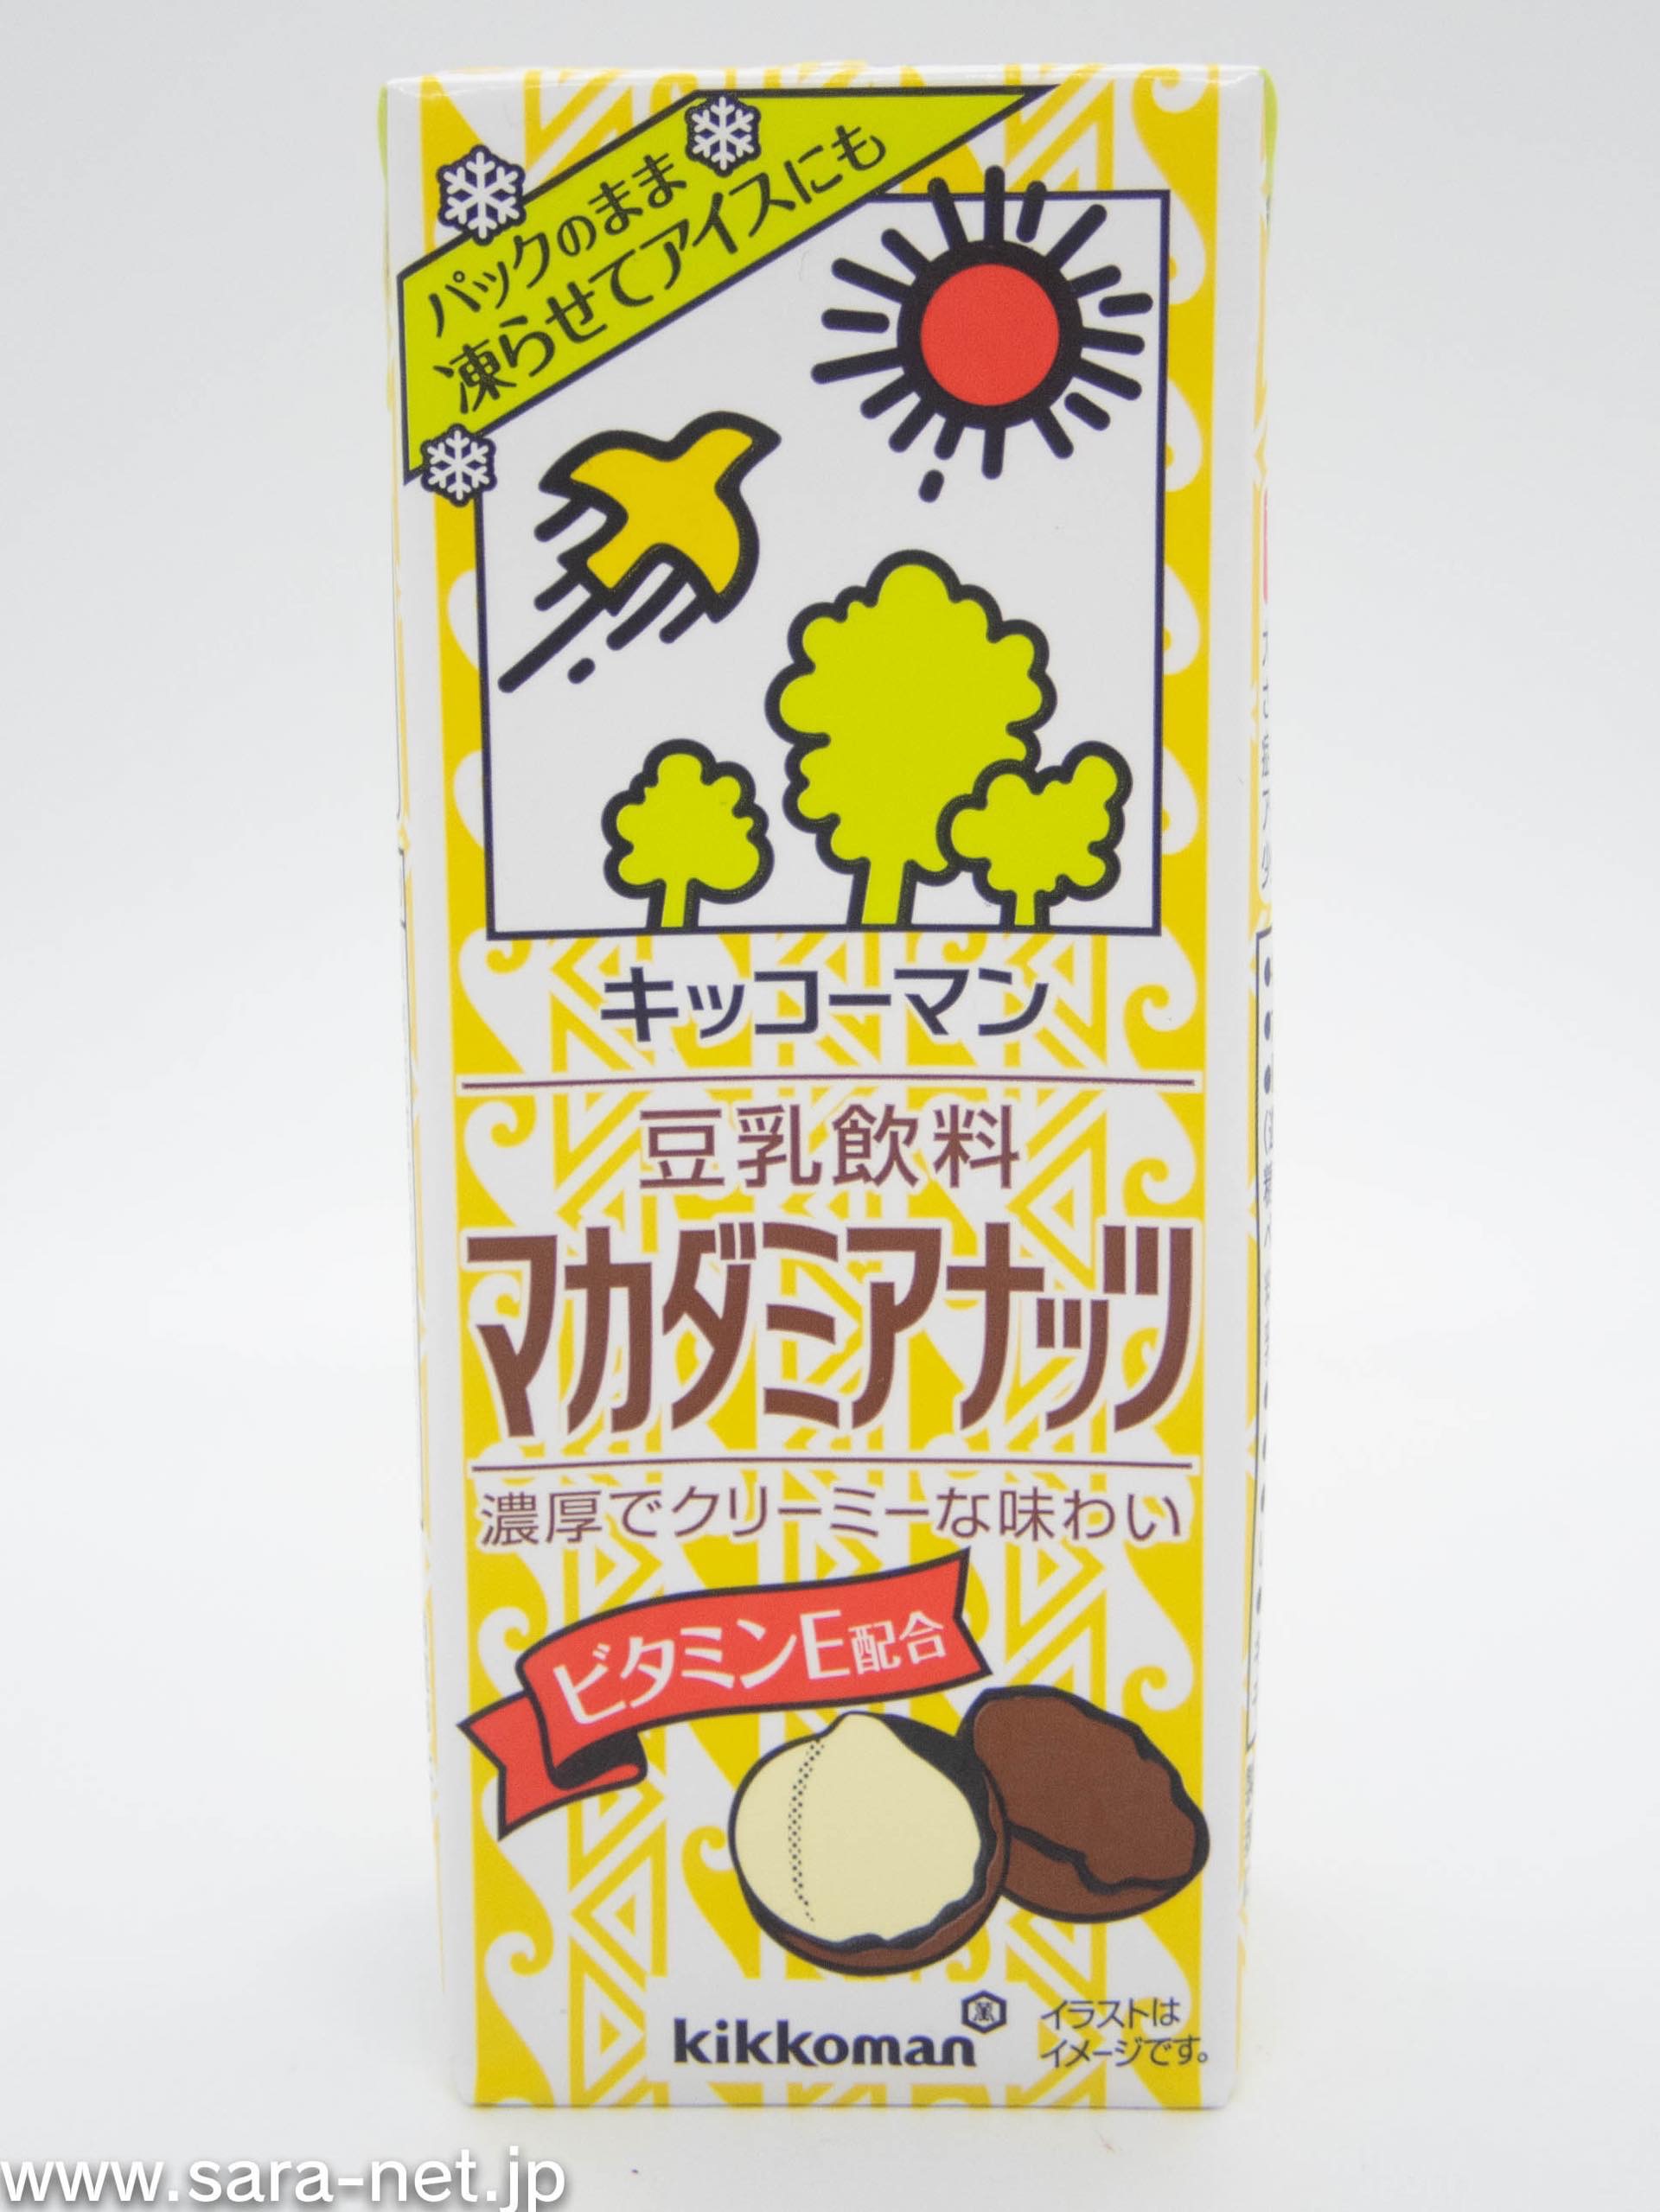 パックのまま
凍らせてアイスにも
キッコーマン
豆乳飲料
マカダミアナッツ
濃厚でクリーミーな味わい
ビタミンE配合
kikkoman
イラストは
イメージです。
www.sara-net.jp